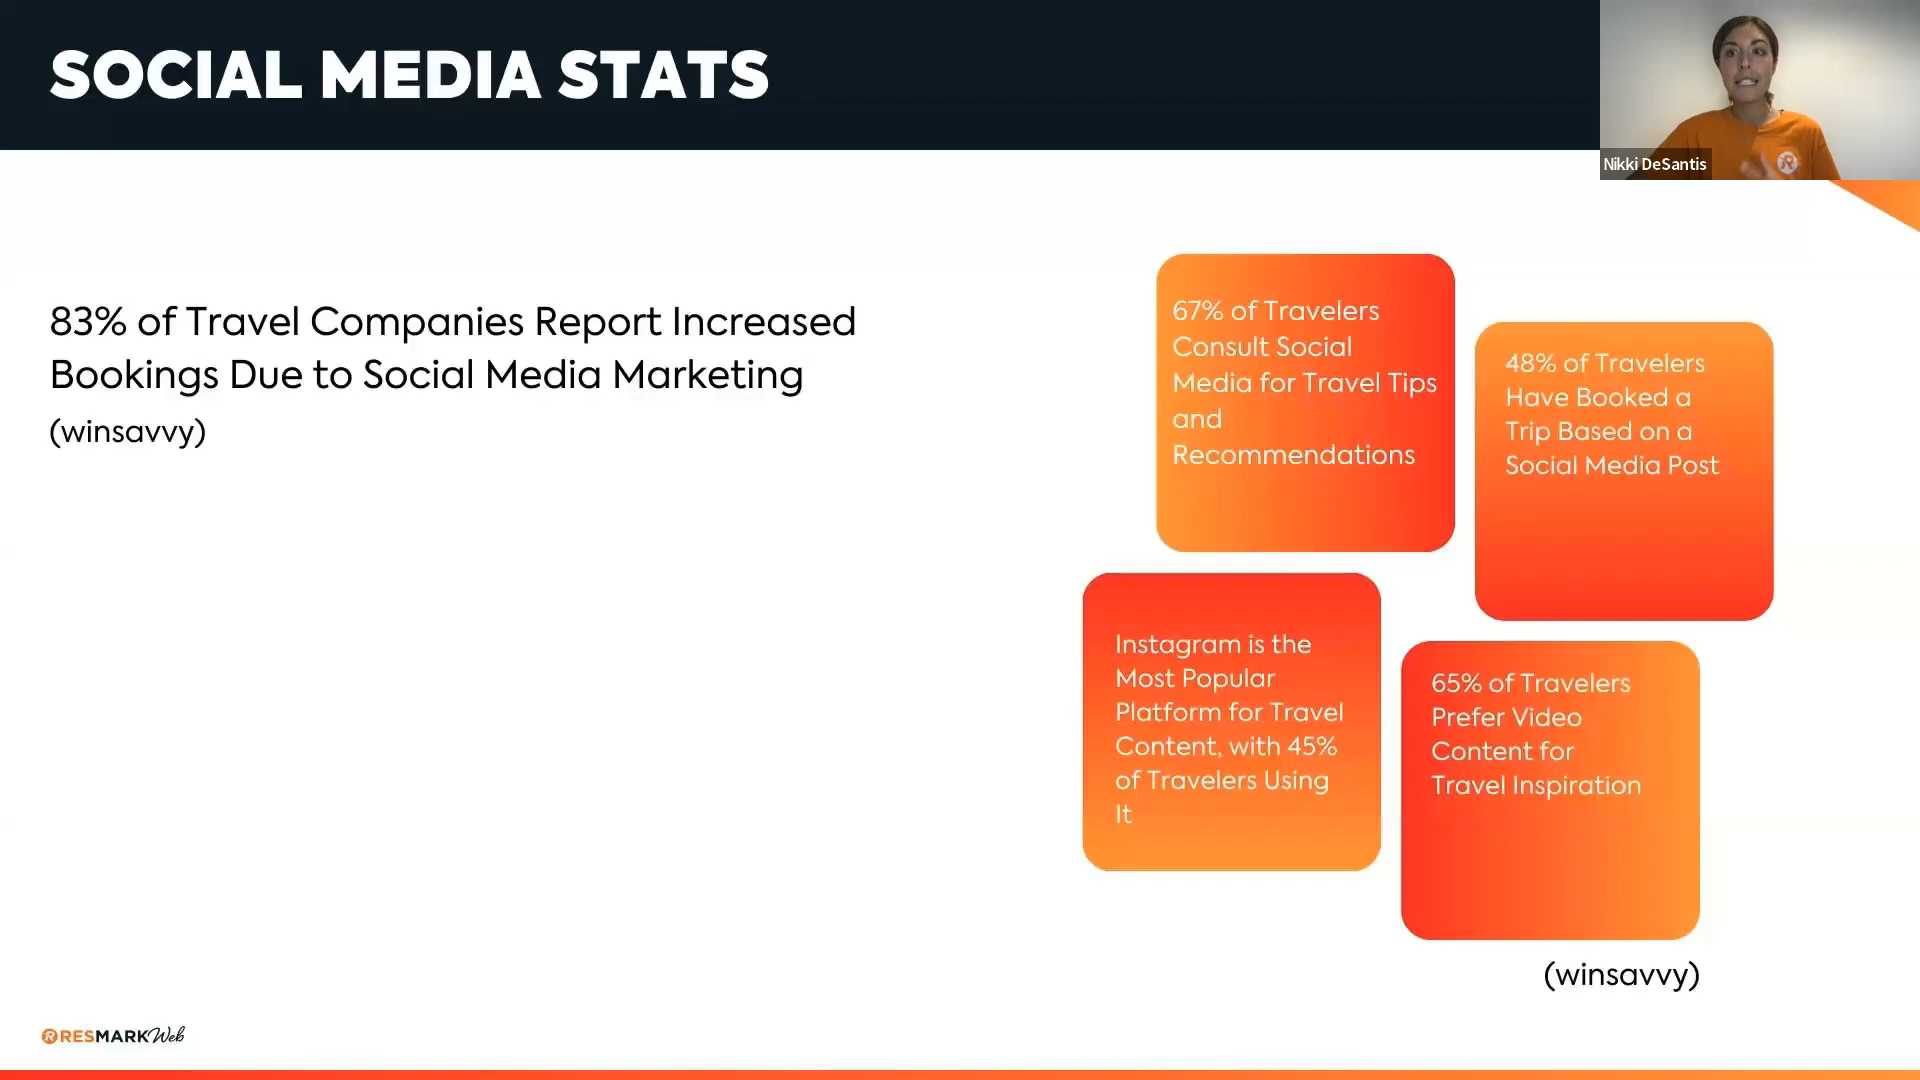 SOCIAL MEDIA STATS
Nikki DeSantis
83% of Travel Companies Report Increased
Bookings Due to Social Media Marketing
(winsavvy)
67% of Travelers
Consult Social
Media for Travel Tips
and
Recommendations
48% of Travelers
Have Booked a
Trip Based on a
Social Media Post
Instagram is the
Most Popular
Platform for Travel
Content, with 45%
of Travelers Using
It
65% of Travelers
Prefer Video
Content for
Travel Inspiration
(winsavvy)
RESMARK Web